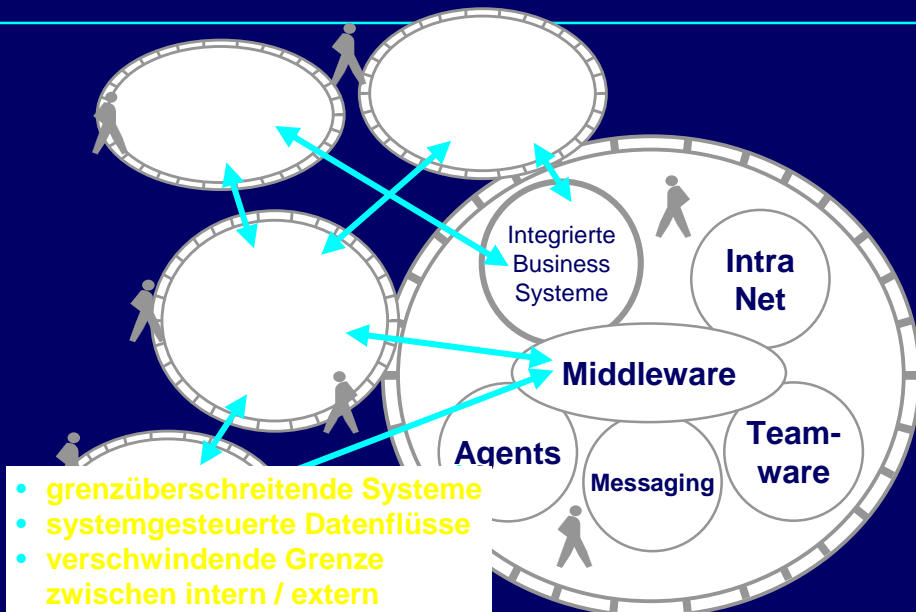 Integrierte
Business
Systeme
Intra
Net
Middleware
Agents
Messaging
Team-
ware
• grenzüberschreitende Systeme
• systemgesteuerte Datenflüsse
• verschwindende Grenze
zwischen intern / extern